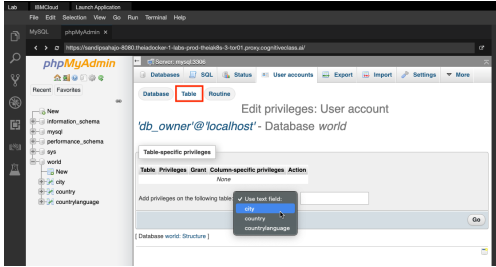 Lab IBMCloud Launch Application
File Edit Selection View Go Run Terminal Help
MySQL phpMyAdmin ×
https://sandipsahajo-8080.theiadocker-1-labs-prod-theiak8s-3-tor01.proxy.cognitiveclass.ai/
phpMyAdmin
Recent Favorites
New
information_schema
mysql
performance_schema
sys
world
New
city
country
countrylanguage
Server: mysql:3306
Databases SQL Status User accounts Export Import Settings More
Database Table Routine
Edit privileges: User account
'db_owner'@'localhost' - Database world
Table-specific privileges
Table Privileges Grant Column-specific privileges Action
None
Add privileges on the following table: ✓ Use text field:
city
country
countrylanguage
Go
[ Database world: Structure ]